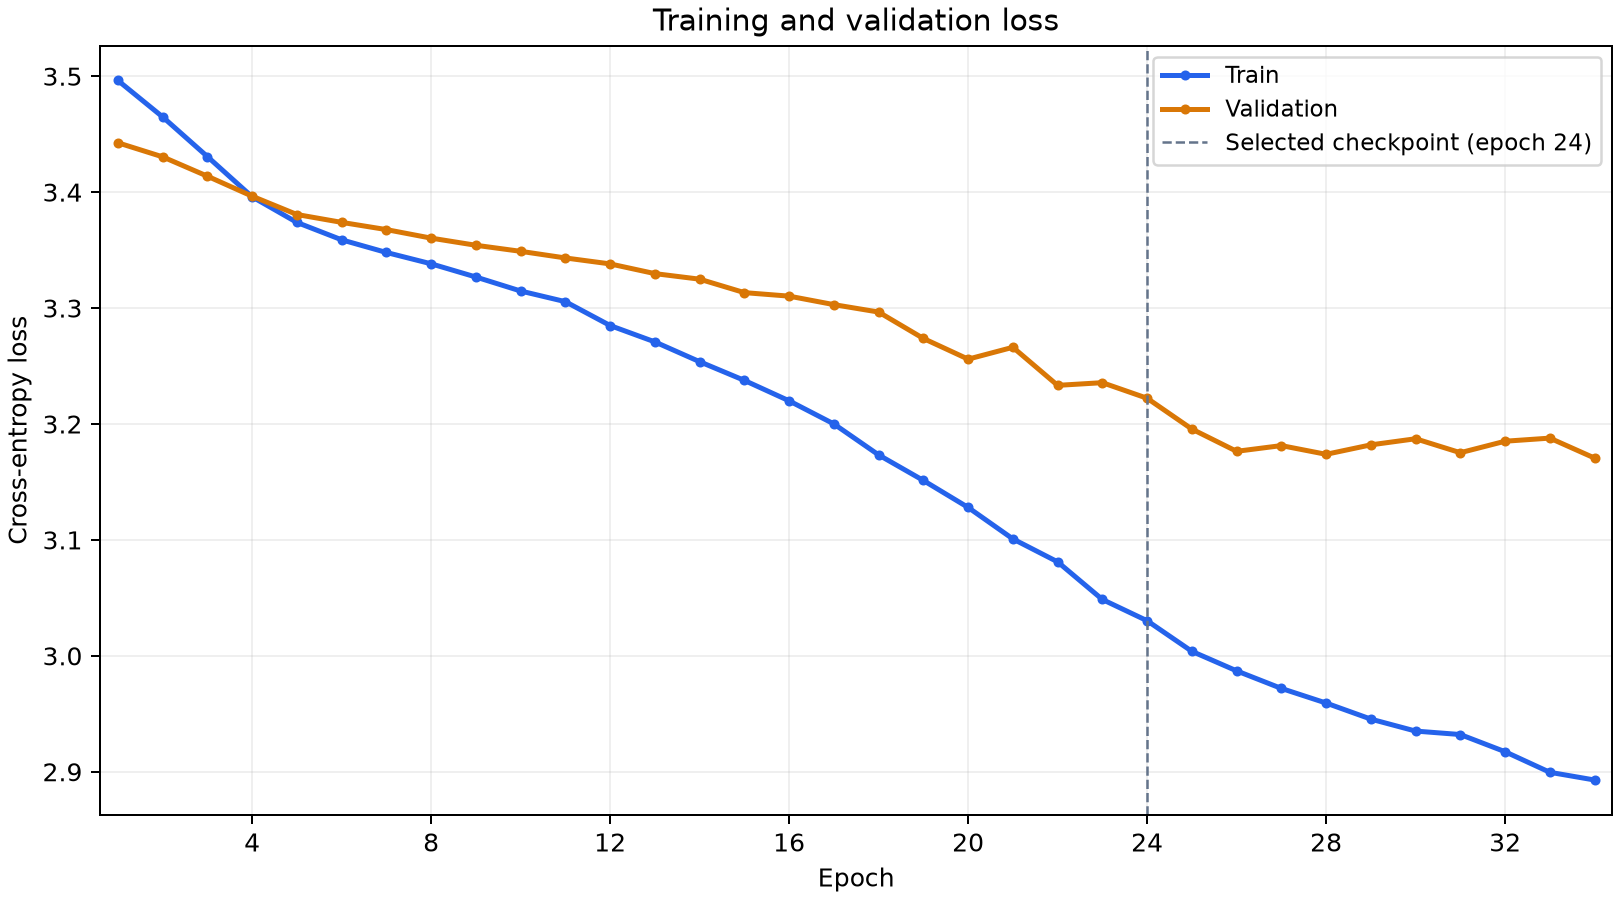 Training and validation loss
Train
Validation
Selected checkpoint (epoch 24)
Cross-entropy loss
3.5
3.4
3.3
3.2
3.1
3.0
2.9
4 8 12 16 20 24 28 32
Epoch